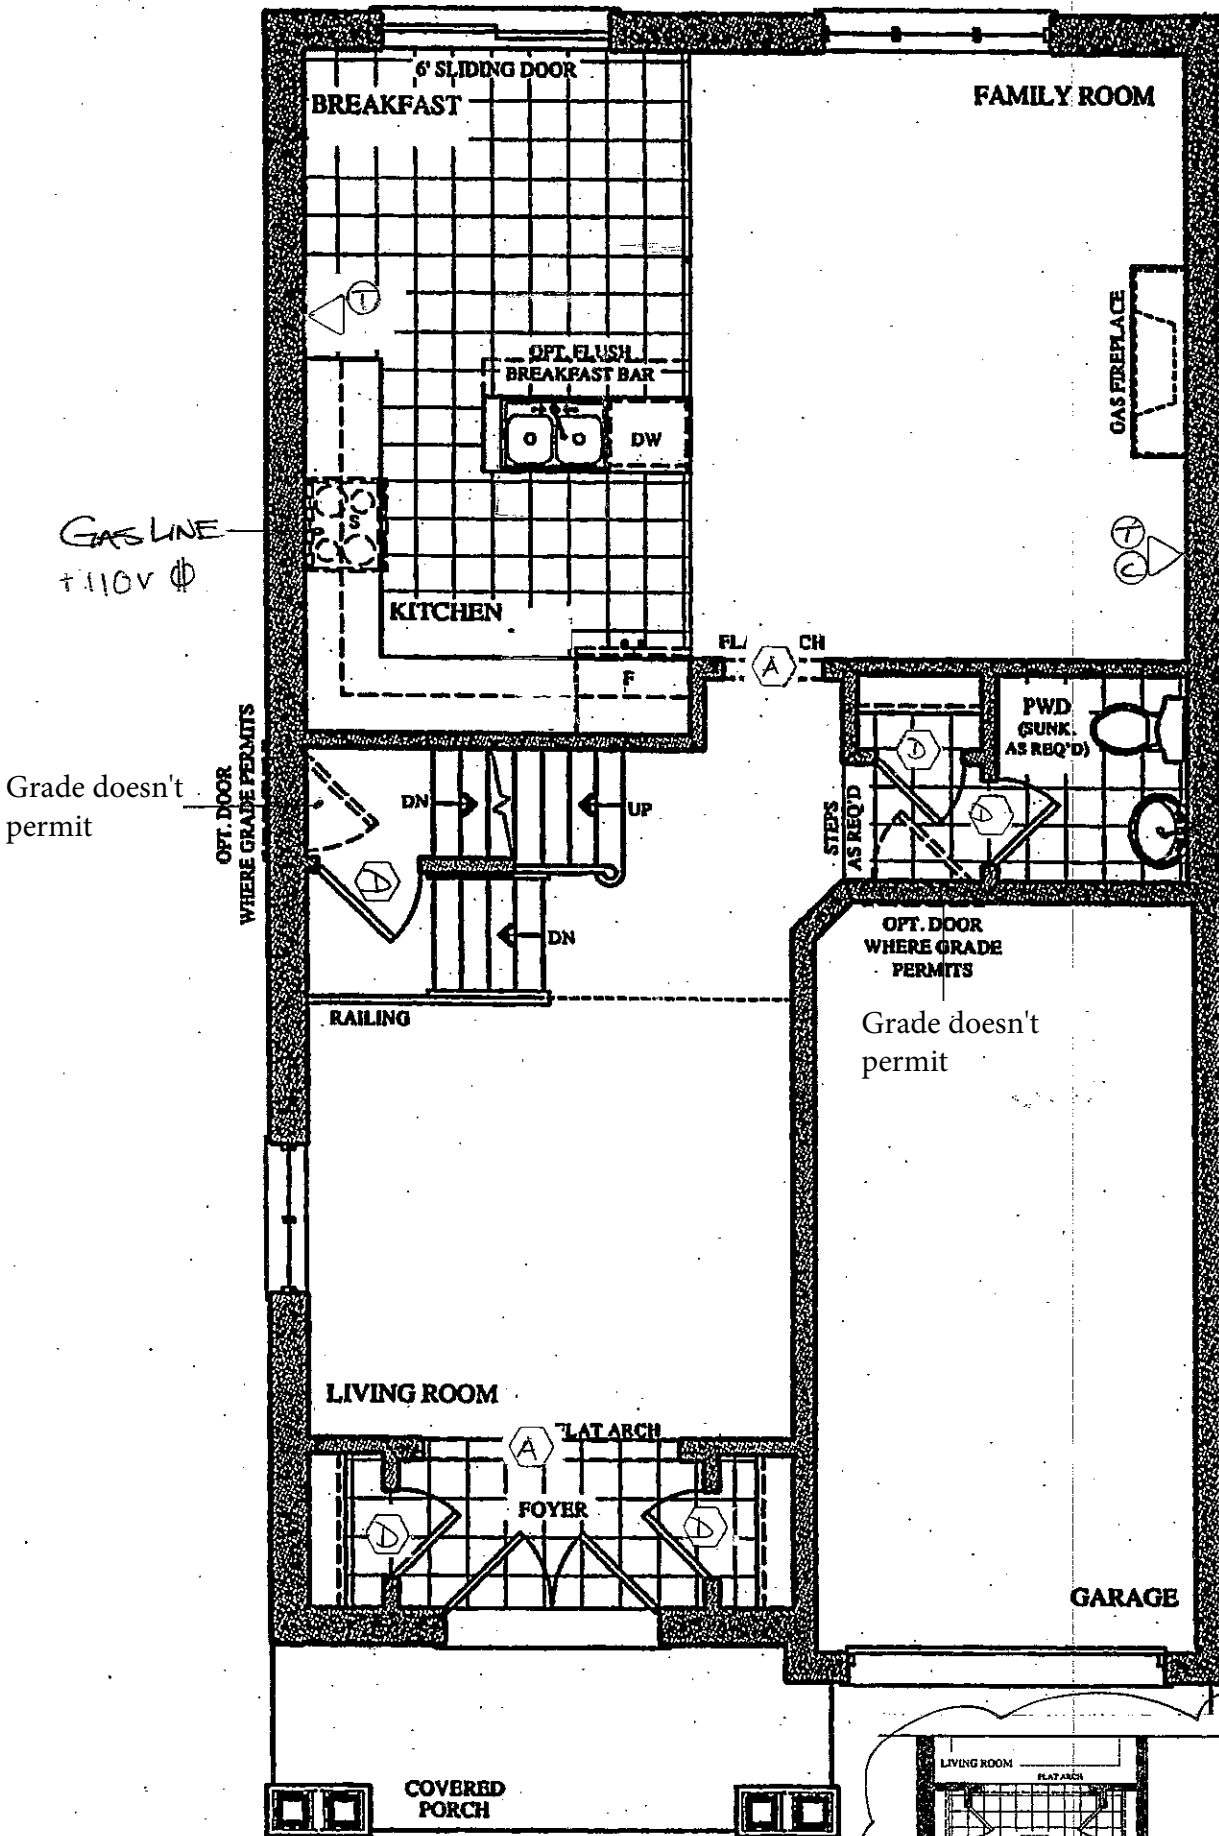 6' SLIDING DOOR
BREAKFAST
FAMILY ROOM
T
OPT. FLUSH
BREAKFAST BAR
DW
GAS FIREPLACE
S
GAS LINE
+ 110V
T
C
KITCHEN
FL CH
A
F
PWD
(SUNK
AS REQ'D)
D
D
OPT. DOOR
WHERE GRADE PERMITS
Grade doesn't
permit
DN
UP
STEPS
AS REQ'D
D
DN
OPT. DOOR
WHERE GRADE
PERMITS
RAILING
Grade doesn't
permit
LIVING ROOM
A
FLAT ARCH
FOYER
D
D
GARAGE
COVERED
PORCH
LIVING ROOM
FLAT ARCH